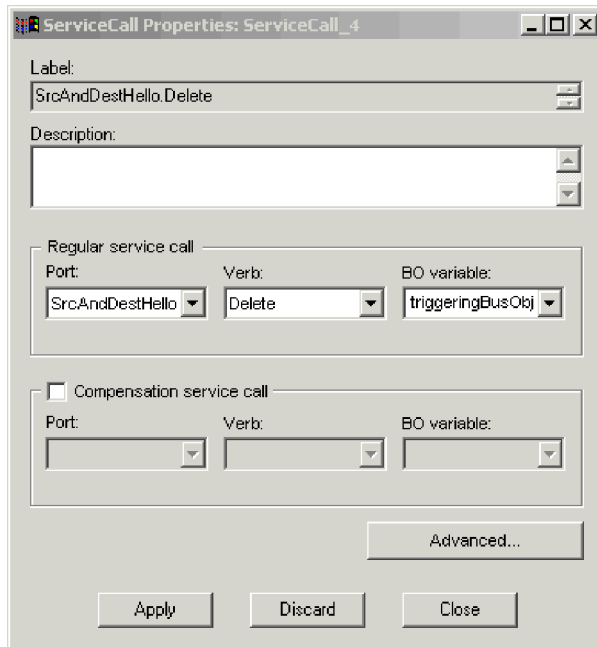 ServiceCall Properties: ServiceCall_4
Label:
SrcAndDestHello.Delete
Description:
Regular service call
Port: Verb: BO variable:
SrcAndDestHello Delete triggeringBusObj
Compensation service call
Port: Verb: BO variable:
Advanced...
Apply Discard Close